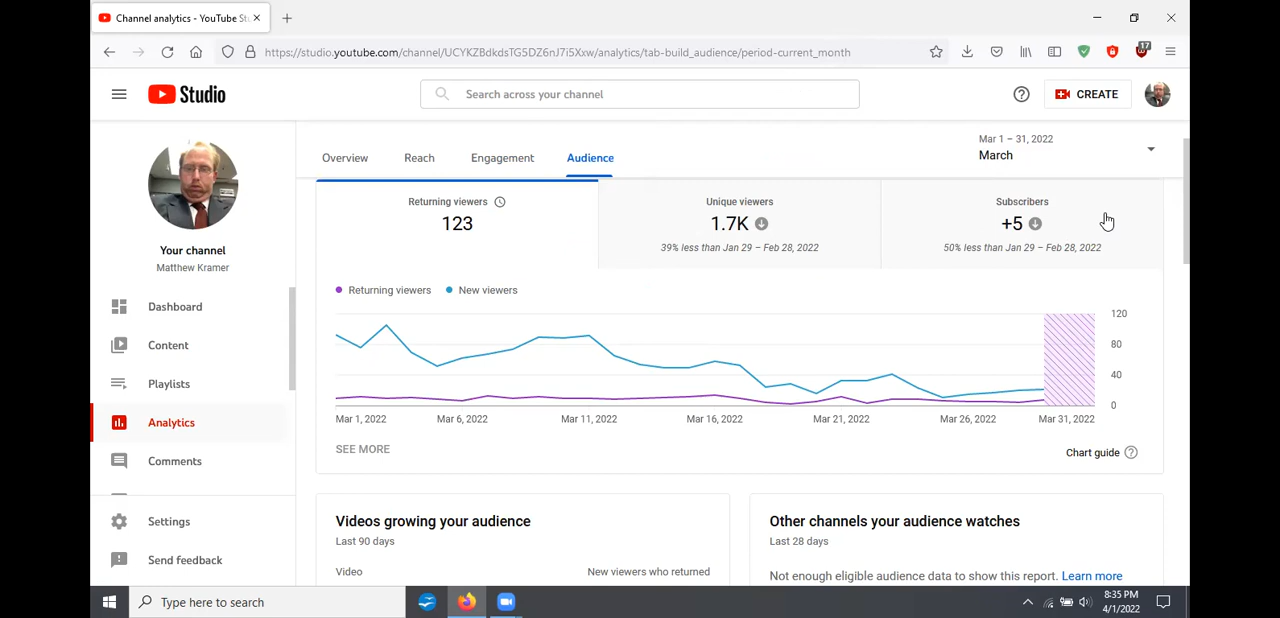 Channel analytics - YouTube St
https://studio.youtube.com/channel/UCYKZBdkdsTG5DZ6nJ7i5Xxw/analytics/tab-build_audience/period-current_month
17
Studio
Search across your channel
CREATE
Overview
Reach
Engagement
Audience
Mar 1 – 31, 2022
March
Your channel
Matthew Kramer
Dashboard
Content
Playlists
Analytics
Comments
Settings
Send feedback
Returning viewers
123
Unique viewers
1.7K
39% less than Jan 29 – Feb 28, 2022
Subscribers
+5
50% less than Jan 29 – Feb 28, 2022
Returning viewers
New viewers
120
80
40
0
Mar 1, 2022
Mar 6, 2022
Mar 11, 2022
Mar 16, 2022
Mar 21, 2022
Mar 26, 2022
Mar 31, 2022
SEE MORE
Chart guide
Videos growing your audience
Last 90 days
Video
New viewers who returned
Other channels your audience watches
Last 28 days
Not enough eligible audience data to show this report. Learn more
Type here to search
8:35 PM
4/1/2022